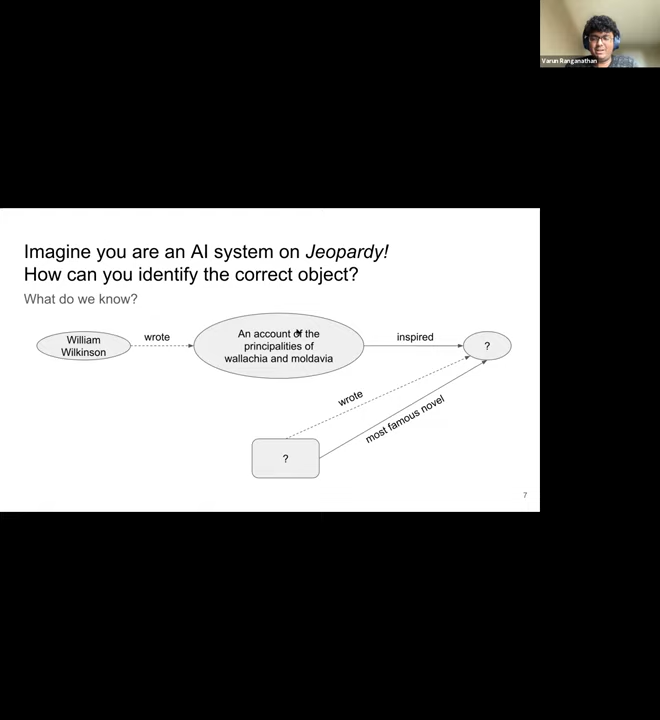 Varun Ranganathan
Imagine you are an AI system on Jeopardy!
How can you identify the correct object?
What do we know?
William
Wilkinson
wrote
An account of the
principalities of
wallachia and moldavia
inspired
?
wrote
most famous novel
?
7